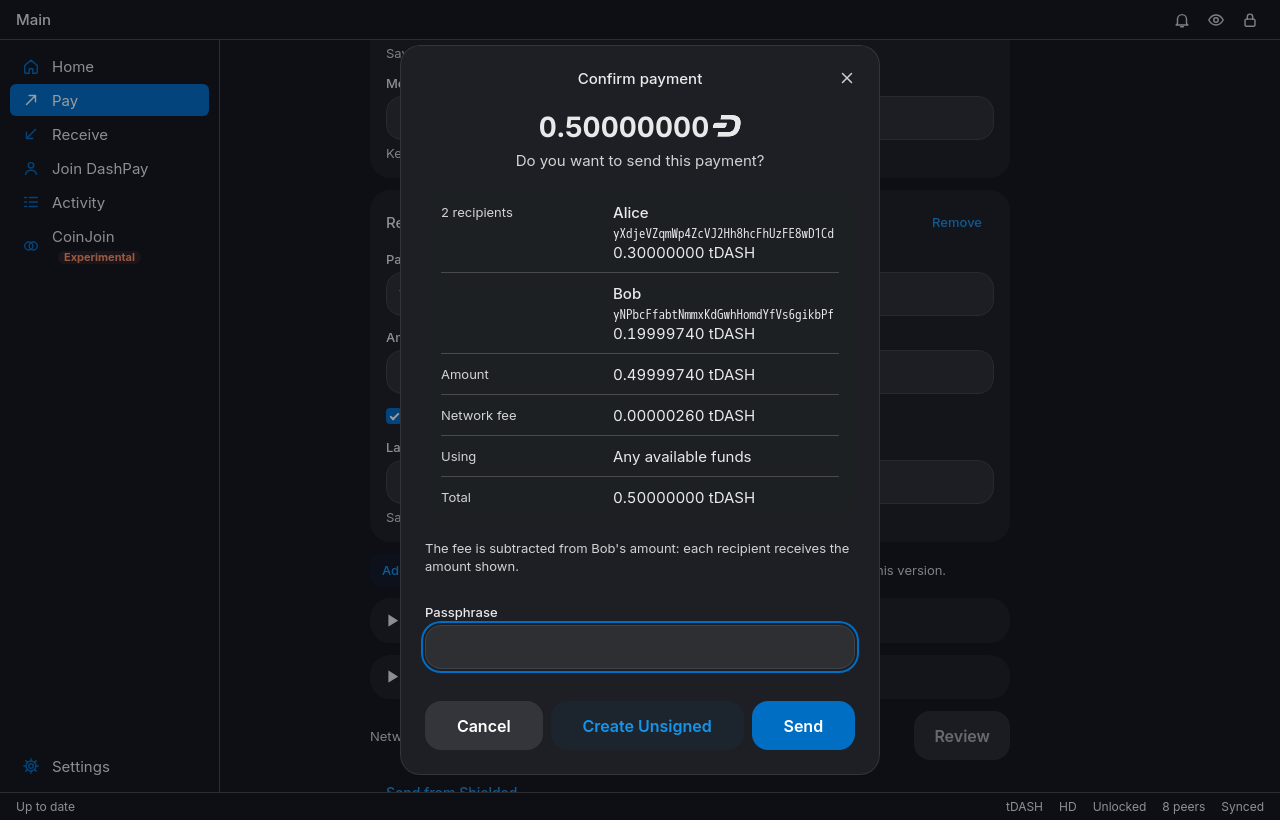 Main
Home
Pay
Receive
Join DashPay
Activity
CoinJoin
Experimental
Settings
Remove
Confirm payment
0.50000000
Do you want to send this payment?
2 recipients
Alice
yXdjeVZqmWp4ZcVJ2Hh8hcFhUzFE8wD1Cd
0.30000000 tDASH
Bob
yNPbcFfabtNmmxKdGwhHomdYfVs6gikbPf
0.19999740 tDASH
Amount 0.49999740 tDASH
Network fee 0.00000260 tDASH
Using Any available funds
Total 0.50000000 tDASH
The fee is subtracted from Bob's amount: each recipient receives the
amount shown.
Passphrase
Cancel
Create Unsigned
Send
version.
Review
Send from Shielded
Up to date
tDASH HD Unlocked 8 peers Synced